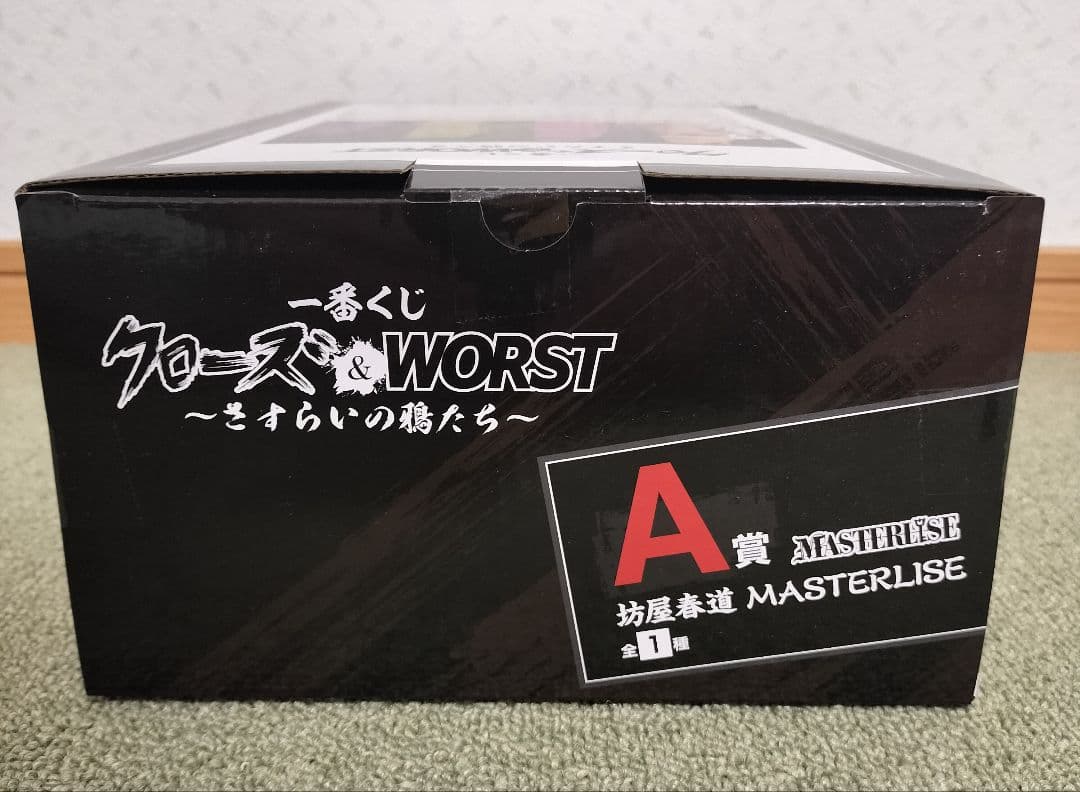 一番くじ
クローズ&WORST
～さすらいの鴉たち～
A賞 MASTERLISE
坊屋春道 MASTERLISE
全1種